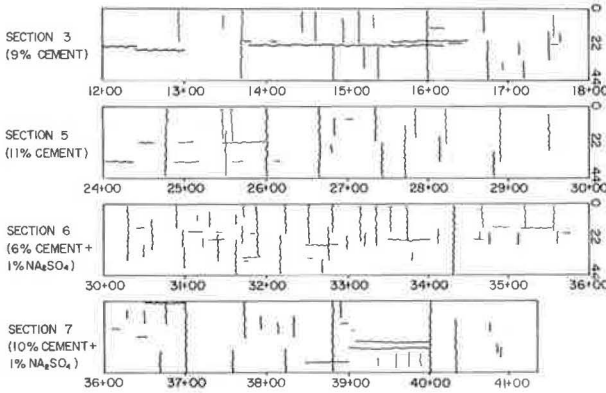 SECTION 3
(9% CEMENT)
0
22
44
12+00 13+00 14+00 15+00 16+00 17+00 18+00
SECTION 5
(11% CEMENT)
0
22
44
24+00 25+00 26+00 27+00 28+00 29+00 30+00
SECTION 6
(6% CEMENT+
1% NA₂SO₄)
0
22
44
30+00 31+00 32+00 33+00 34+00 35+00 36+00
SECTION 7
(10% CEMENT+
1% NA₂SO₄)
0
22
44
36+00 37+00 38+00 39+00 40+00 41+00